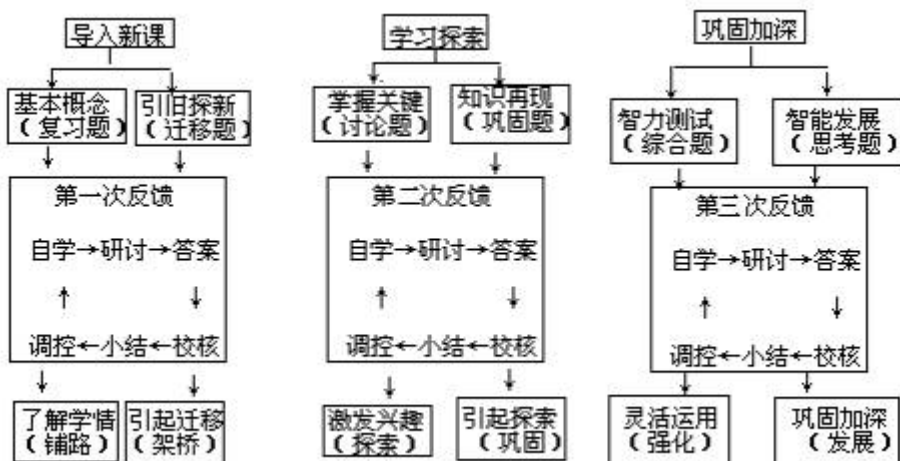 导入新课
基本概念
（复习题）
引旧探新
（迁移题）
第一次反馈
自学→研讨→答案
↑ ↓
调控←小结←校核
了解学情
（铺路）
引起迁移
（架桥）
学习探索
掌握关键
（讨论题）
知识再现
（巩固题）
第二次反馈
自学→研讨→答案
↑ ↓
调控←小结←校核
激发兴趣
（探索）
引起探索
（巩固）
巩固加深
智力测试
（综合题）
智能发展
（思考题）
第三次反馈
自学→研讨→答案
↑ ↓
调控←小结←校核
灵活运用
（强化）
巩固加深
（发展）